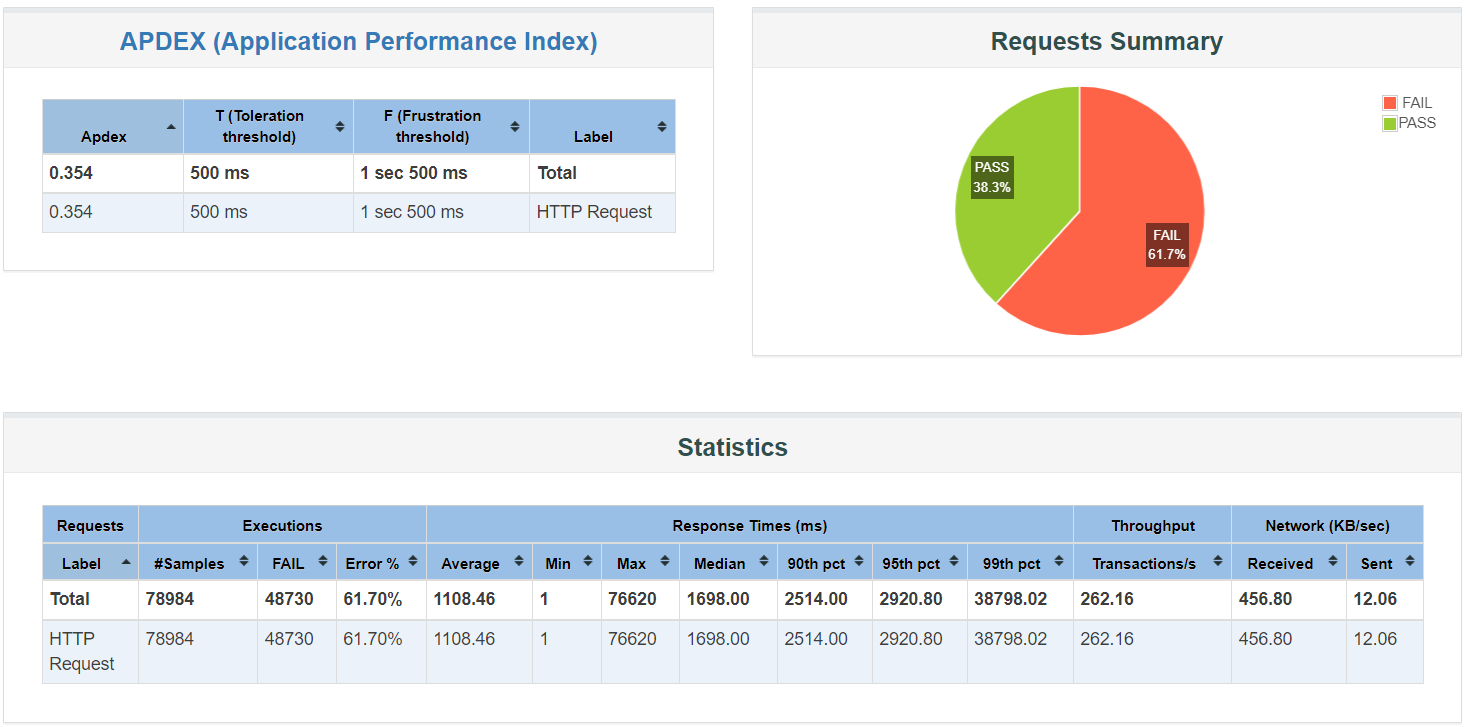 APDEX (Application Performance Index)
Apdex T (Toleration threshold) F (Frustration threshold) Label
0.354 500 ms 1 sec 500 ms Total
0.354 500 ms 1 sec 500 ms HTTP Request
Requests Summary
FAIL
PASS
PASS
38.3%
FAIL
61.7%
Statistics
Requests Executions Response Times (ms) Throughput Network (KB/sec)
Label #Samples FAIL Error % Average Min Max Median 90th pct 95th pct 99th pct Transactions/s Received Sent
Total 78984 48730 61.70% 1108.46 1 76620 1698.00 2514.00 2920.80 38798.02 262.16 456.80 12.06
HTTP Request 78984 48730 61.70% 1108.46 1 76620 1698.00 2514.00 2920.80 38798.02 262.16 456.80 12.06